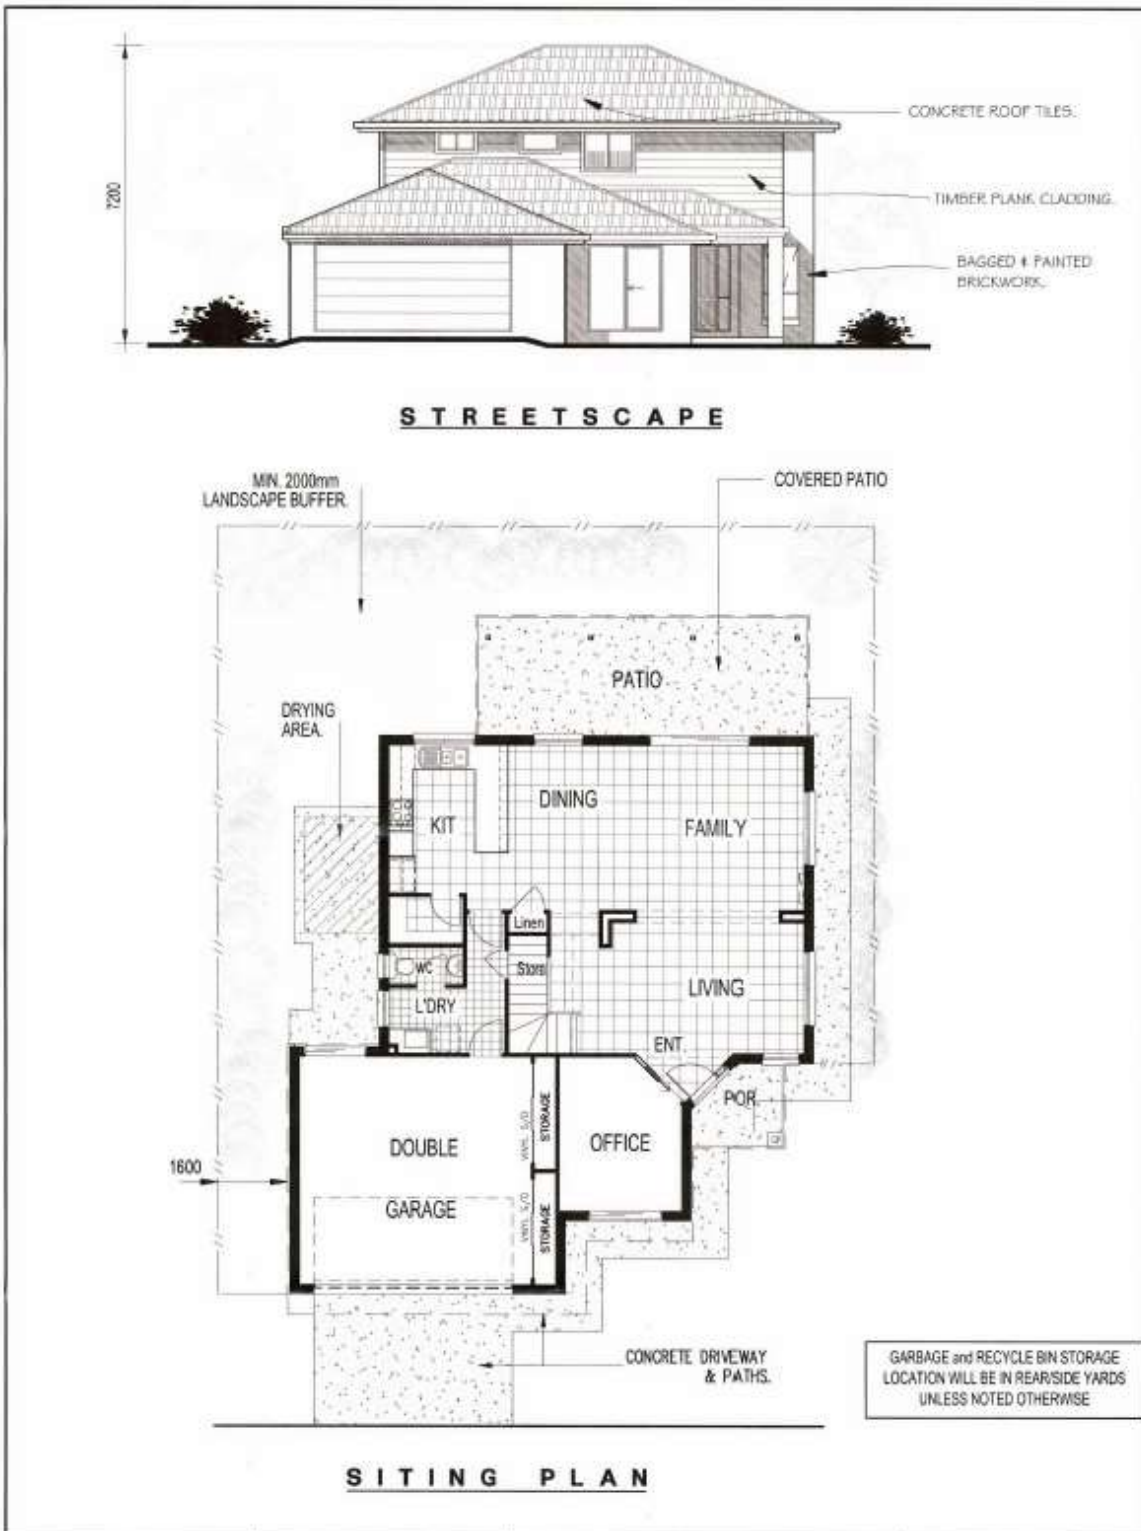 CONCRETE ROOF TILES.
7200
TIMBER PLANK CLADDING.
BAGGED & PAINTED
BRICKWORK.
STREETSCAPE
MIN. 2000mm
LANDSCAPE BUFFER.
COVERED PATIO
PATIO
DRYING
AREA.
DINING
KIT
FAMILY
Linen
WC
Store
LIVING
L'DRY
ENT.
POR.
DOUBLE
VINYL S/D
STORAGE
OFFICE
1600
GARAGE
VINYL S/D
STORAGE
CONCRETE DRIVEWAY
& PATHS.
GARBAGE and RECYCLE BIN STORAGE
LOCATION WILL BE IN REAR/SIDE YARDS
UNLESS NOTED OTHERWISE
SITING PLAN